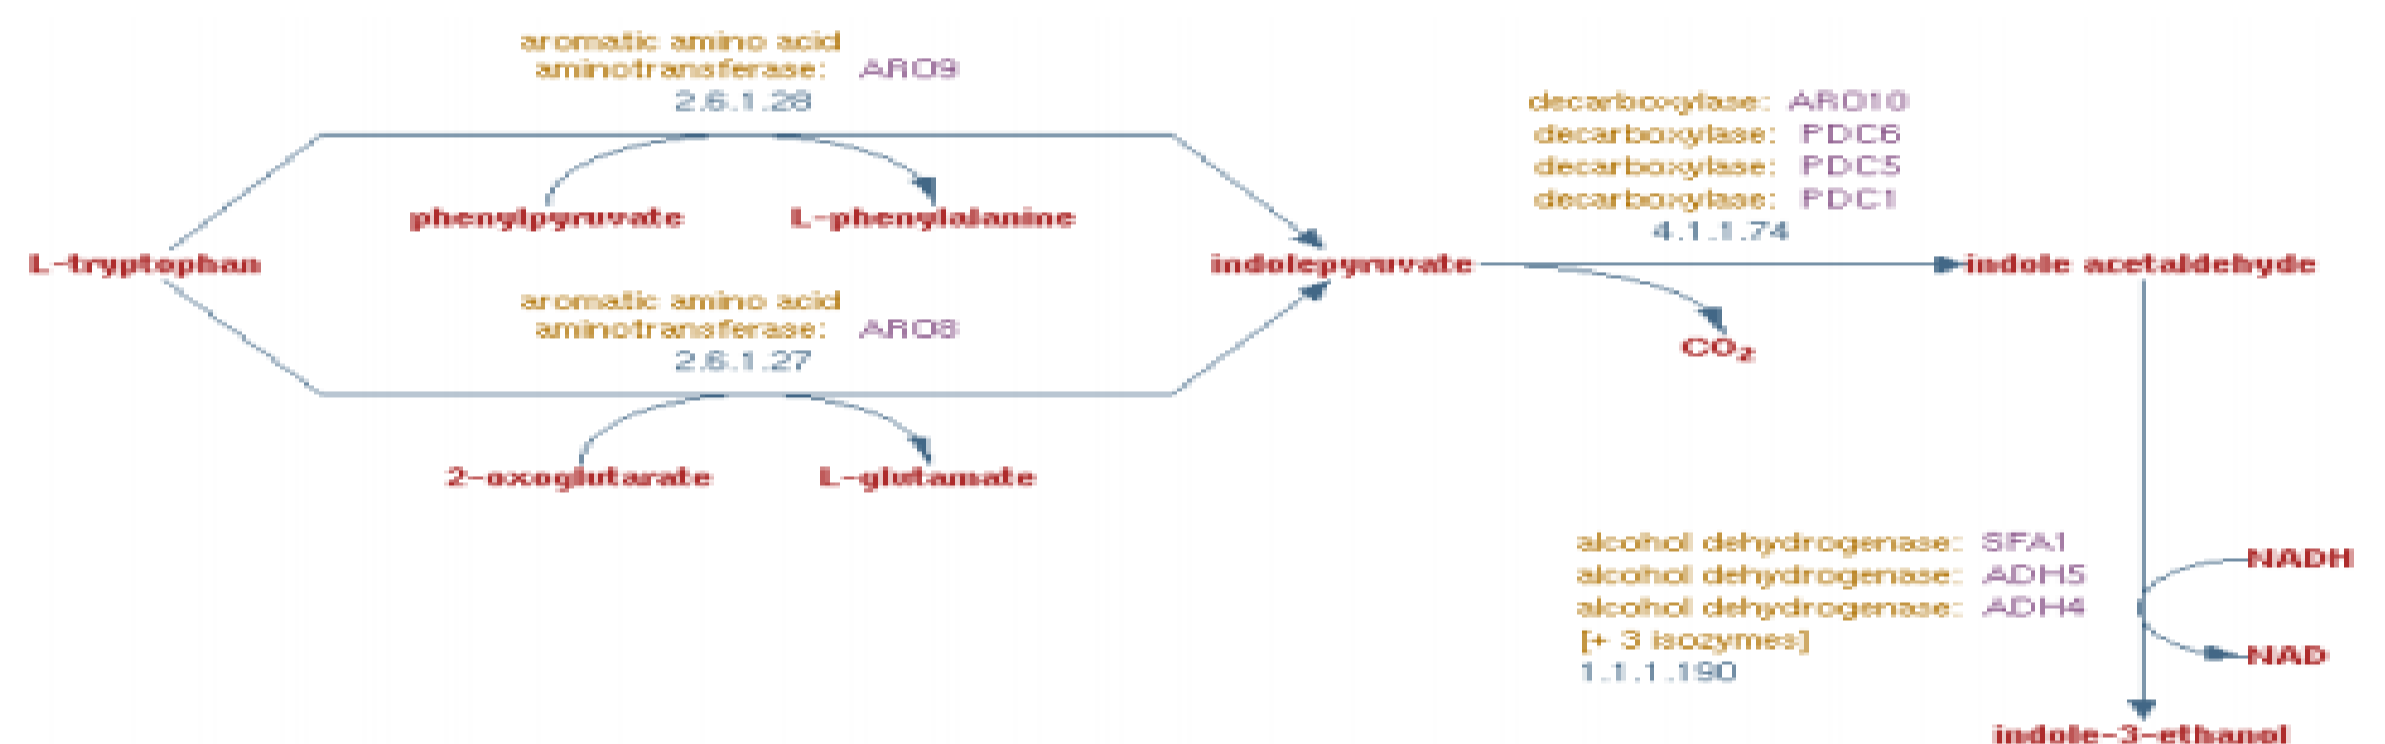 aromatic amino acid
aminotransferase: ARO9
2.6.1.28
phenylpyruvate L-phenylalanine
decarboxylase: ARO10
decarboxylase: PDC6
decarboxylase: PDC5
decarboxylase: PDC1
4.1.1.74
L-tryptophan
indolepyruvate
indole acetaldehyde
CO₂
aromatic amino acid
aminotransferase: ARO8
2.6.1.27
2-oxoglutarate L-glutamate
alcohol dehydrogenase: SFA1
alcohol dehydrogenase: ADH5
alcohol dehydrogenase: ADH4
[+ 3 isozymes]
1.1.1.190
NADH
NAD
indole-3-ethanol